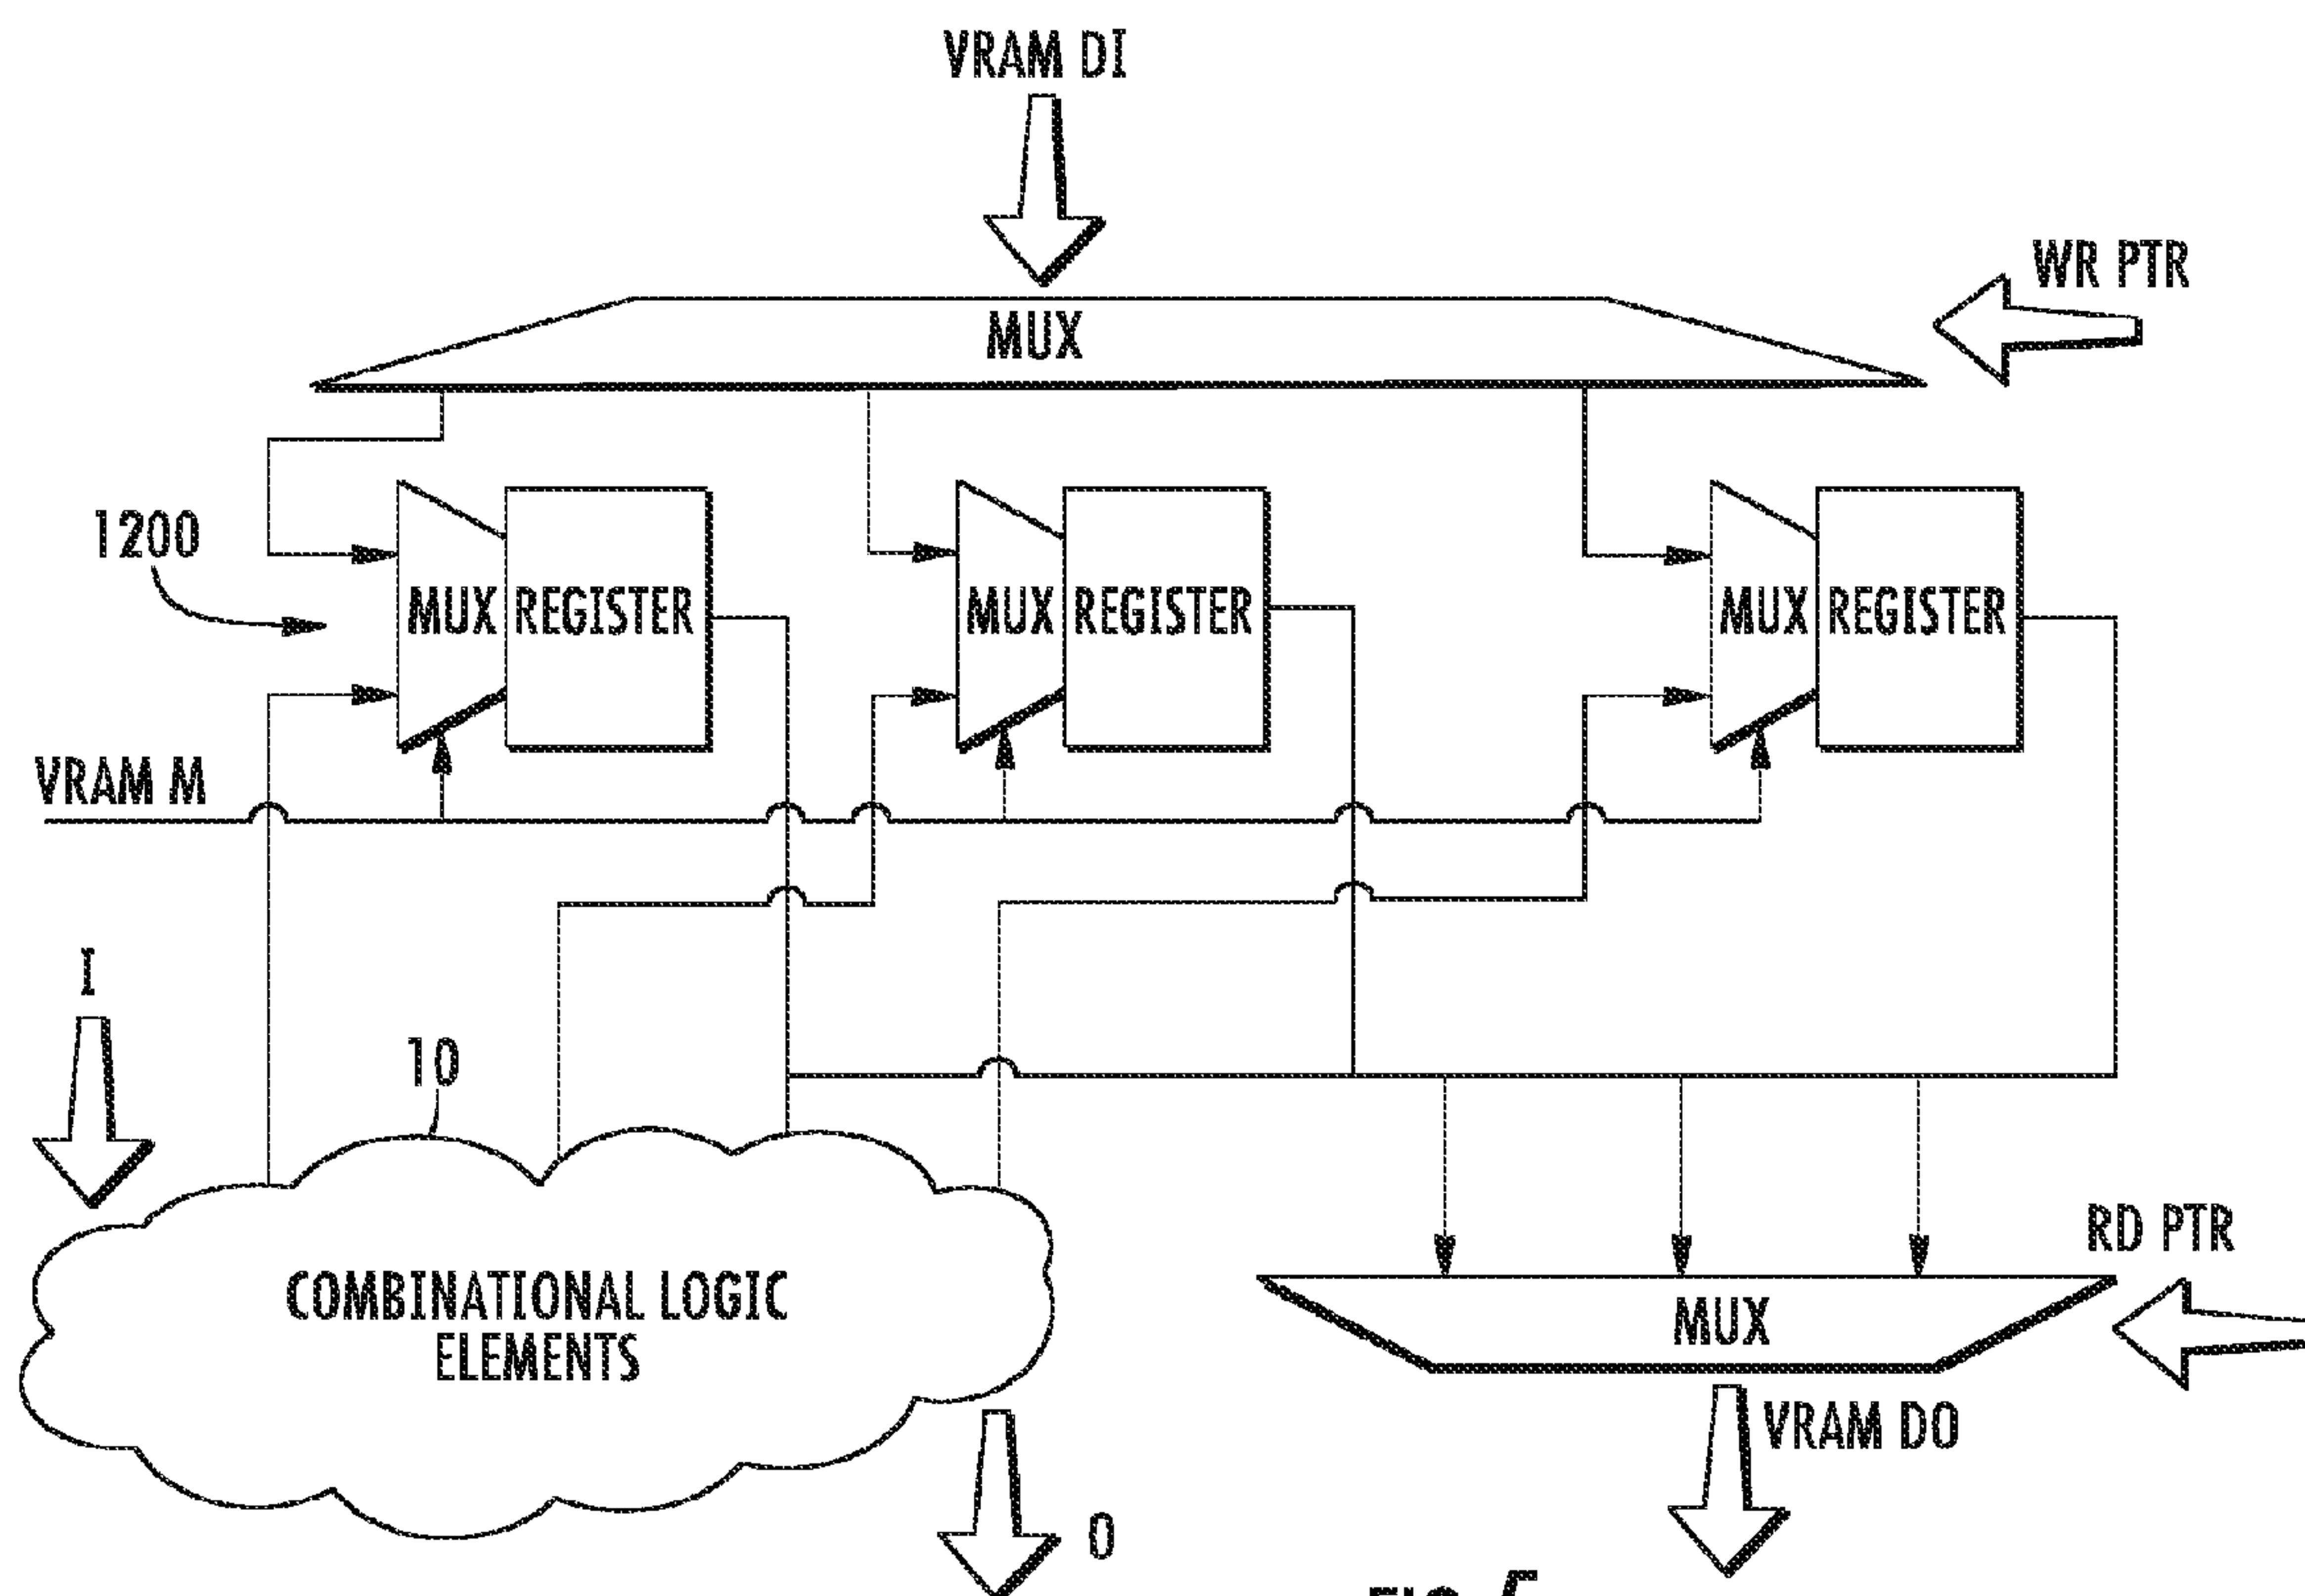 VRAM DI
WR PTR
MUX
1200
MUX REGISTER
MUX REGISTER
MUX REGISTER
VRAM M
I
10
COMBINATIONAL LOGIC
ELEMENTS
RD PTR
MUX
VRAM DO
O